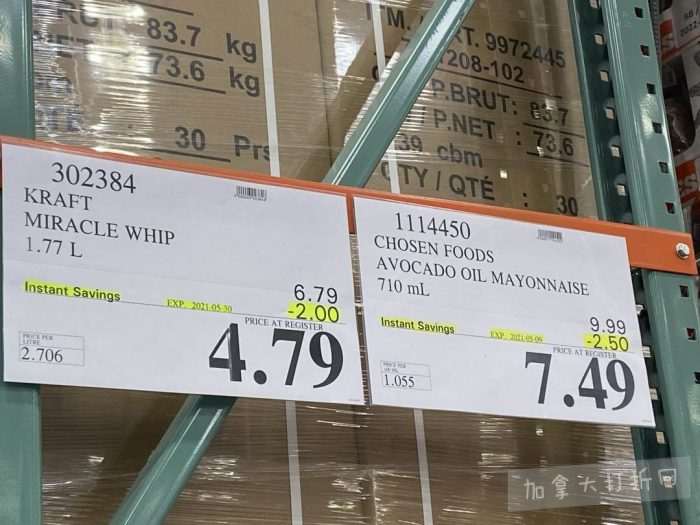 83.7 kg
73.6 kg
30 Prs
9972445
208-102
P.BRUT: 83.7
P.NET : 73.6
39 cbm
QTY / QTÉ : 30
302384
KRAFT
MIRACLE WHIP
1.77 L
Instant Savings
EXP. 2021-05-30
6.79
-2.00
PRICE AT REGISTER
PRICE PER
LITRE
2.706
4.79
1114450
CHOSEN FOODS
AVOCADO OIL MAYONNAISE
710 mL
Instant Savings
EXP. 2021-05-09
9.99
-2.50
PRICE AT REGISTER
PRICE PER
1.055
7.49
加拿大打折网